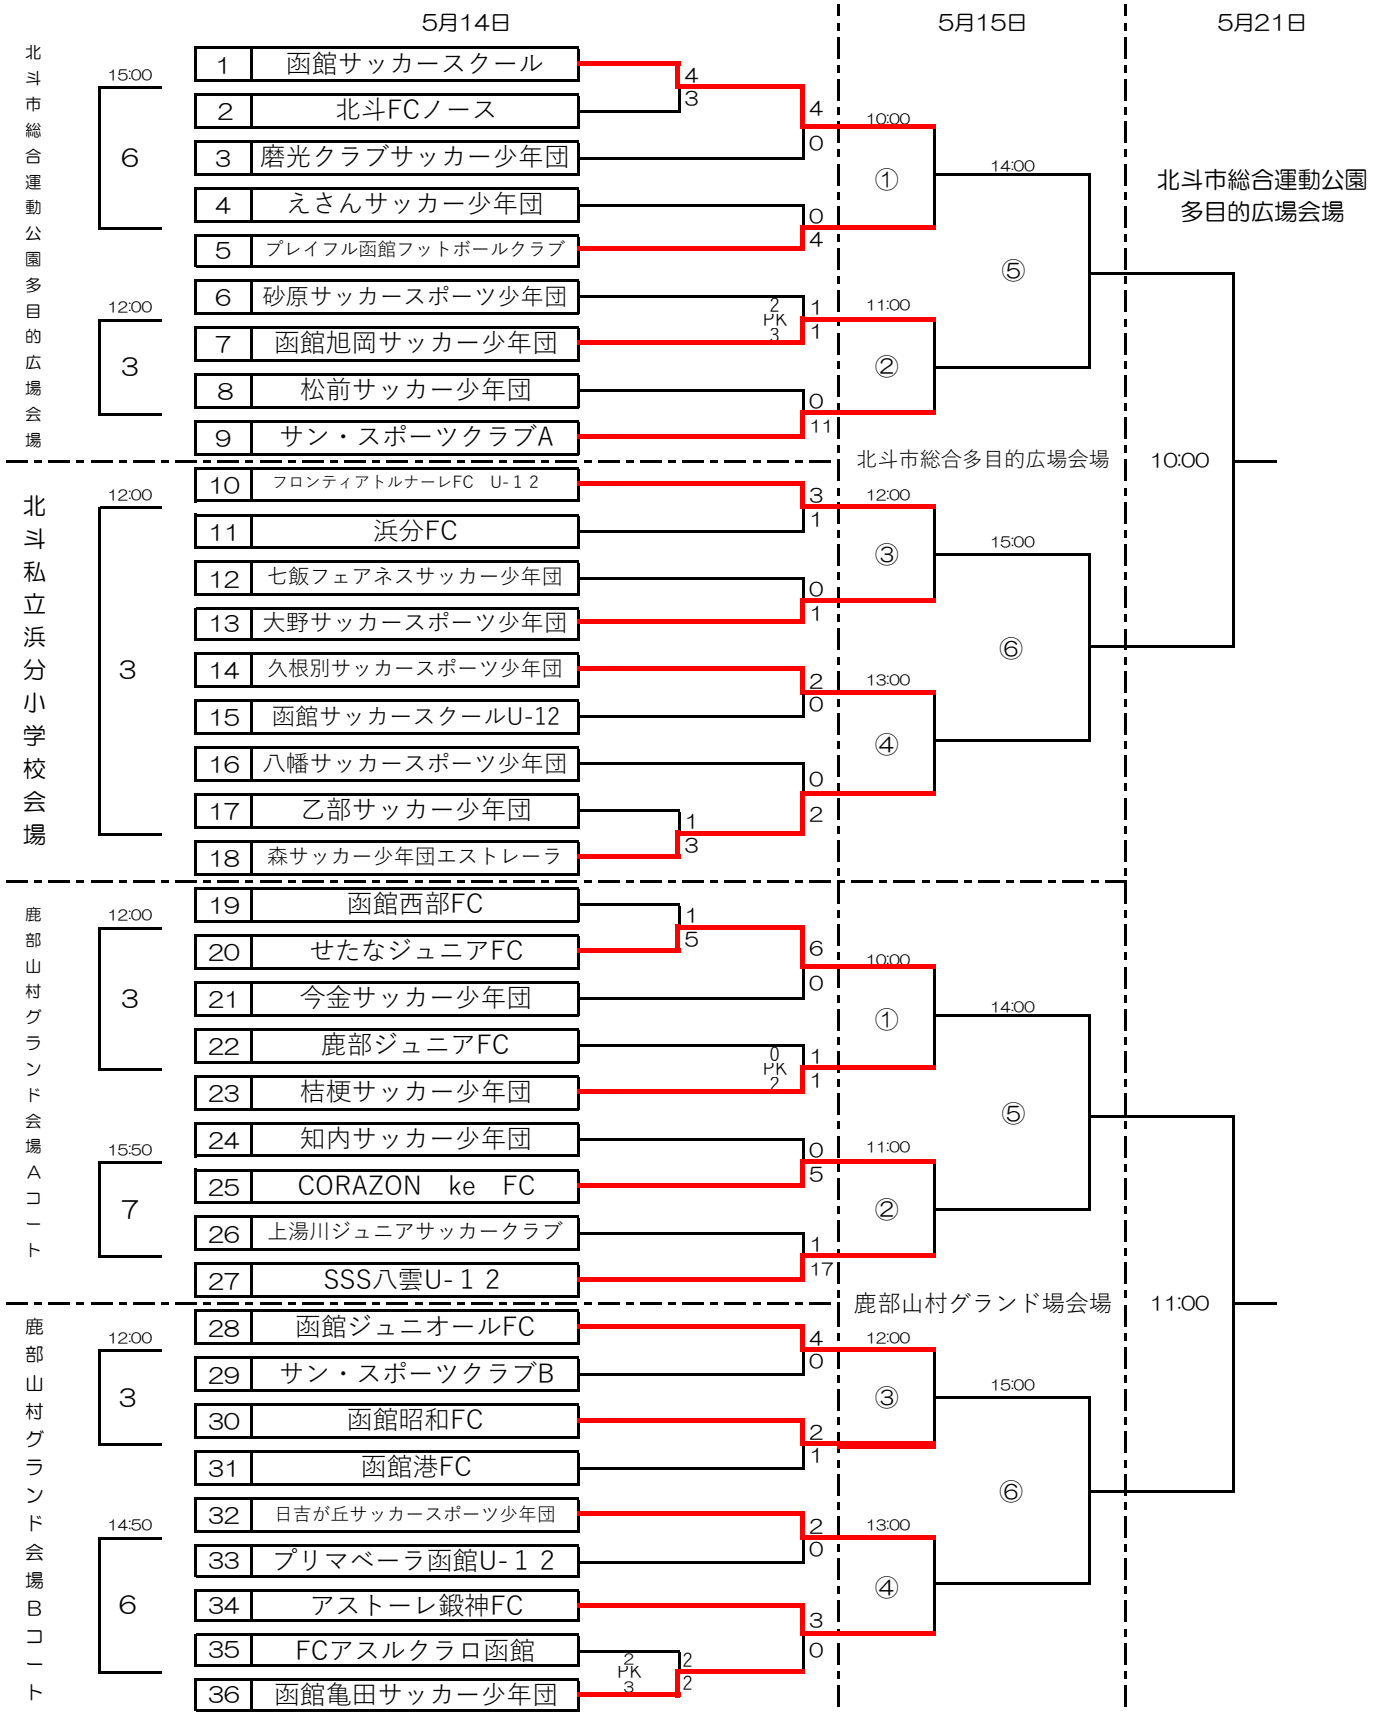 5月14日
5月15日
5月21日
北斗市総合運動公園多目的広場会場
15:00
6
12:00
3
1 函館サッカースクール
2 北斗FCノース
3 磨光クラブサッカー少年団
4 えさんサッカー少年団
5 プレイフル函館フットボールクラブ
6 砂原サッカースポーツ少年団
7 函館旭岡サッカー少年団
8 松前サッカー少年団
9 サン・スポーツクラブA
4
3
4
0
0
4
2
PK
3
1
1
0
11
10:00
①
14:00
⑤
11:00
②
北斗市総合運動公園
多目的広場会場
北斗市総合多目的広場会場
10:00
北斗私立浜分小学校会場
12:00
3
10 フロンティアトルナーレFC U-12
11 浜分FC
12 七飯フェアネスサッカー少年団
13 大野サッカースポーツ少年団
14 久根別サッカースポーツ少年団
15 函館サッカースクールU-12
16 八幡サッカースポーツ少年団
17 乙部サッカー少年団
18 森サッカー少年団エストレーラ
3
1
0
1
2
0
0
2
1
3
12:00
③
15:00
⑥
13:00
④
鹿部山村グランド会場Aコート
12:00
3
15:50
7
19 函館西部FC
20 せたなジュニアFC
21 今金サッカー少年団
22 鹿部ジュニアFC
23 桔梗サッカー少年団
24 知内サッカー少年団
25 CORAZON ke FC
26 上湯川ジュニアサッカークラブ
27 SSS八雲U-12
1
5
6
0
0
PK
2
1
1
0
5
1
17
10:00
①
14:00
⑤
11:00
②
鹿部山村グランド場会場
11:00
鹿部山村グランド会場Bコート
12:00
3
14:50
6
28 函館ジュニオールFC
29 サン・スポーツクラブB
30 函館昭和FC
31 函館港FC
32 日吉が丘サッカースポーツ少年団
33 プリマベーラ函館U-12
34 アストーレ鍛神FC
35 FCアスルクラロ函館
36 函館亀田サッカー少年団
4
0
2
1
2
0
3
0
2
PK
3
2
2
12:00
③
15:00
⑥
13:00
④